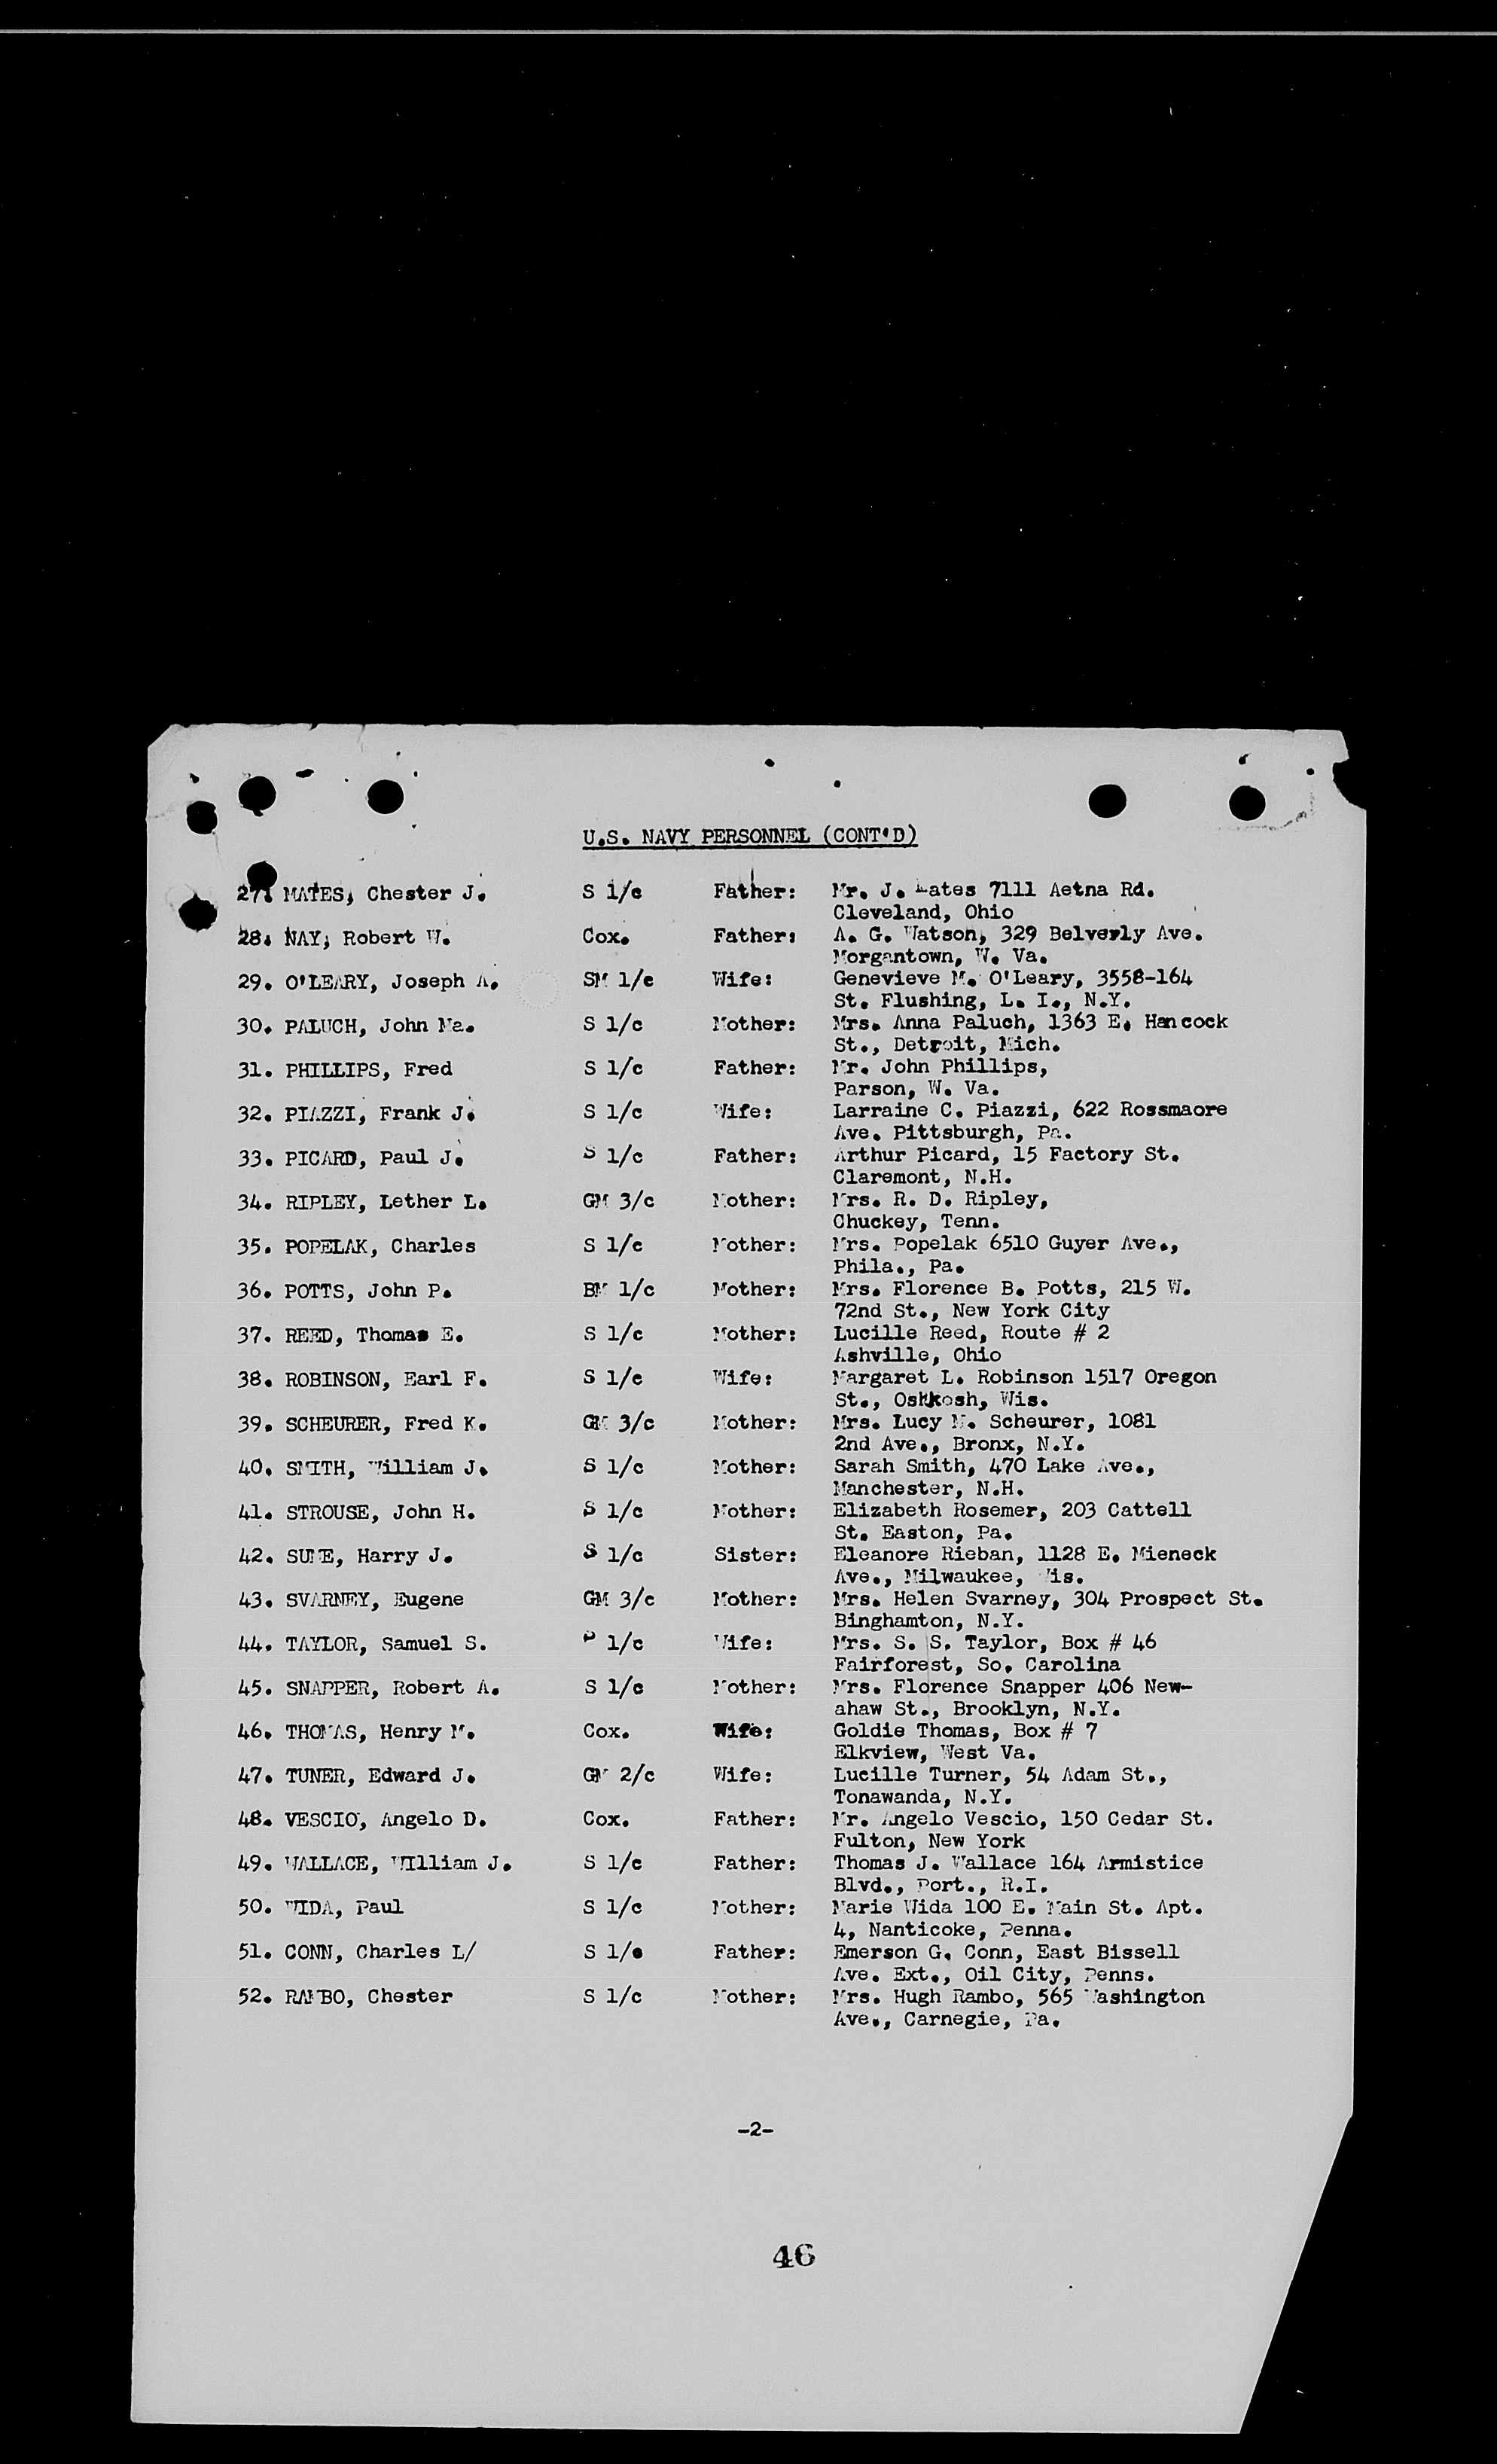 U.S. NAVY PERSONNEL (CONT'D)
27. MATES, Chester J. S 1/c Father: Mr. J. Mates 7111 Aetna Rd.
Cleveland, Ohio
28. NAY, Robert W. Cox. Father: A. G. Watson, 329 Belverly Ave.
Morgantown, W. Va.
29. O'LEARY, Joseph A. SM 1/c Wife: Genevieve M. O'Leary, 3558-164
St. Flushing, L. I., N.Y.
30. PALUCH, John Ma. S 1/c Mother: Mrs. Anna Paluch, 1363 E. Hancock
St., Detroit, Mich.
31. PHILLIPS, Fred S 1/c Father: Mr. John Phillips,
Parson, W. Va.
32. PIAZZI, Frank J. S 1/c Wife: Larraine C. Piazzi, 622 Rossmaore
Ave. Pittsburgh, Pa.
33. PICARD, Paul J. S 1/c Father: Arthur Picard, 15 Factory St.
Claremont, N.H.
34. RIPLEY, Lether L. GM 3/c Mother: Mrs. R. D. Ripley,
Chuckey, Tenn.
35. POPELAK, Charles S 1/c Mother: Mrs. Popelak 6510 Guyer Ave.,
Phila., Pa.
36. POTTS, John P. BM 1/c Mother: Mrs. Florence B. Potts, 215 W.
72nd St., New York City
37. REED, Thomas E. S 1/c Mother: Lucille Reed, Route # 2
Ashville, Ohio
38. ROBINSON, Earl F. S 1/c Wife: Margaret L. Robinson 1517 Oregon
St., Oshkosh, Wis.
39. SCHEURER, Fred K. GM 3/c Mother: Mrs. Lucy M. Scheurer, 1081
2nd Ave., Bronx, N.Y.
40. SMITH, William J. S 1/c Mother: Sarah Smith, 470 Lake Ave.,
Manchester, N.H.
41. STROUSE, John H. S 1/c Mother: Elizabeth Rosemer, 203 Cattell
St. Easton, Pa.
42. Harry J. S 1/c Sister: Eleanore Rieban, 1128 E. Mieneck
Ave., Milwaukee, Wis.
43. SVARNEY, Eugene GM 3/c Mother: Mrs. Helen Svarney, 304 Prospect St.
Binghamton, N.Y.
44. TAYLOR, Samuel S. 1/c Wife: Mrs. S. S. Taylor, Box # 46
Fairforest, So. Carolina
45. SNAPPER, Robert A. S 1/c Mother: Mrs. Florence Snapper 406 New-
ahaw St., Brooklyn, N.Y.
46. THOMAS, Henry M. Cox. Wife: Goldie Thomas, Box # 7
Elkview, West Va.
47. TUNER, Edward J. GM 2/c Wife: Lucille Turner, 54 Adam St.,
Tonawanda, N.Y.
48. VESCIO, Angelo D. Cox. Father: Mr. Angelo Vescio, 150 Cedar St.
Fulton, New York
49. WALLACE, WIlliam J. S 1/c Father: Thomas J. Wallace 164 Armistice
Blvd., Port., R.I.
50. WIDA, Paul S 1/c Mother: Marie Wida 100 E. Main St. Apt.
4, Nanticoke, Penna.
51. CONN, Charles L/ S 1/c Father: Emerson G. Conn, East Bissell
Ave. Ext., Oil City, Penns.
52. RAMBO, Chester S 1/c Mother: Mrs. Hugh Rambo, 565 Washington
Ave., Carnegie, Pa.
-2-
46